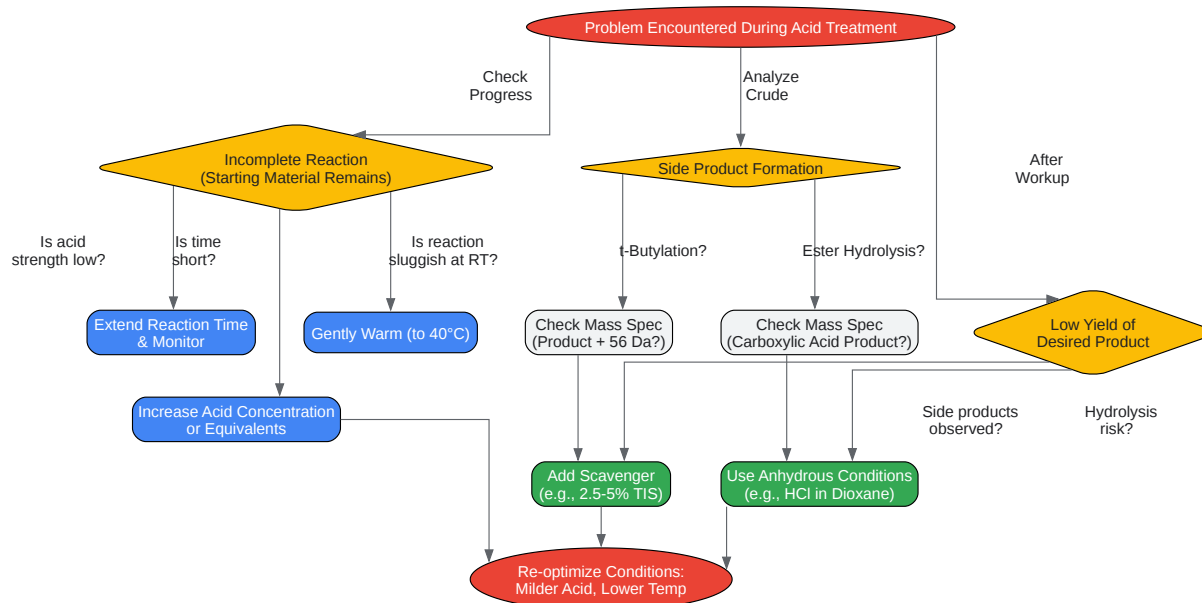 Problem Encountered During Acid Treatment
Check
Progress
Analyze
Crude
After
Workup
Incomplete Reaction
(Starting Material Remains)
Side Product Formation
Is acid
strength low?
Is time
short?
Is reaction
sluggish at RT?
t-Butylation?
Ester Hydrolysis?
Extend Reaction Time
& Monitor
Gently Warm (to 40°C)
Check Mass Spec
(Product + 56 Da?)
Check Mass Spec
(Carboxylic Acid Product?)
Low Yield of
Desired Product
Increase Acid Concentration
or Equivalents
Side products
observed?
Hydrolysis
risk?
Add Scavenger
(e.g., 2.5-5% TIS)
Use Anhydrous Conditions
(e.g., HCl in Dioxane)
Re-optimize Conditions:
Milder Acid, Lower Temp